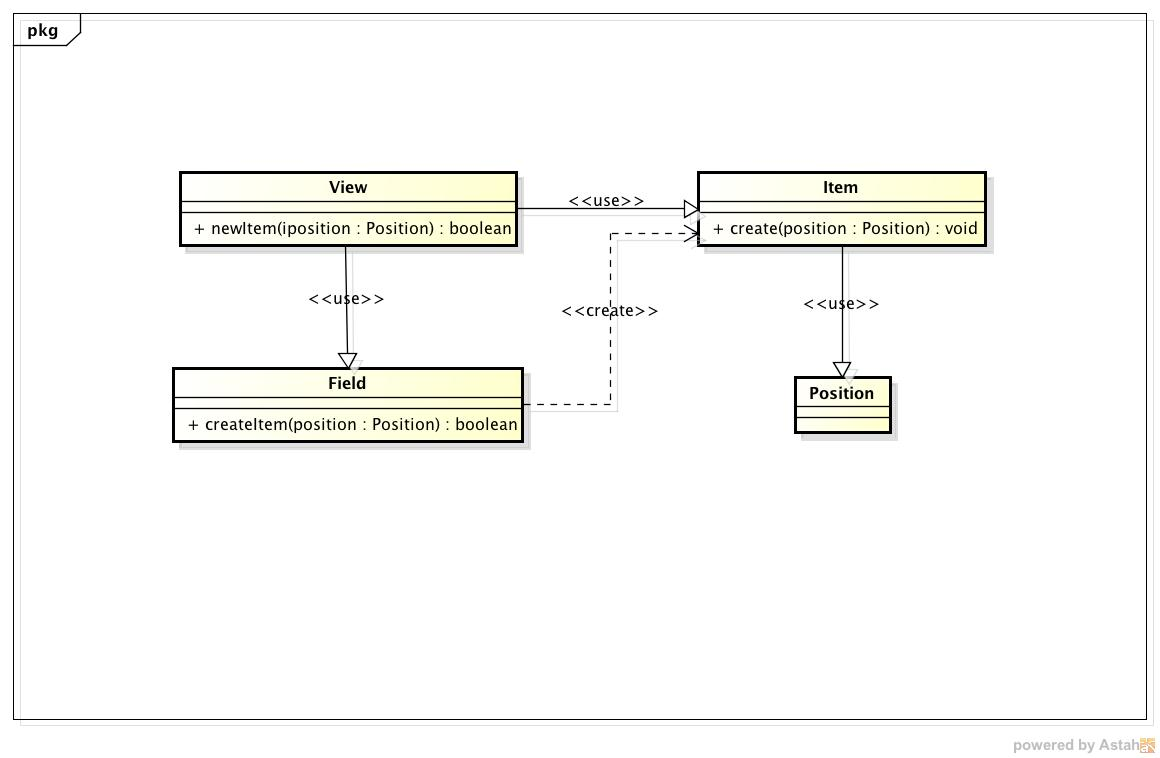 pkg
View
+ newItem(iposition : Position) : boolean
<<use>>
Item
+ create(position : Position) : void
<<use>>
<<create>>
<<use>>
Field
+ createItem(position : Position) : boolean
Position
powered by Astah